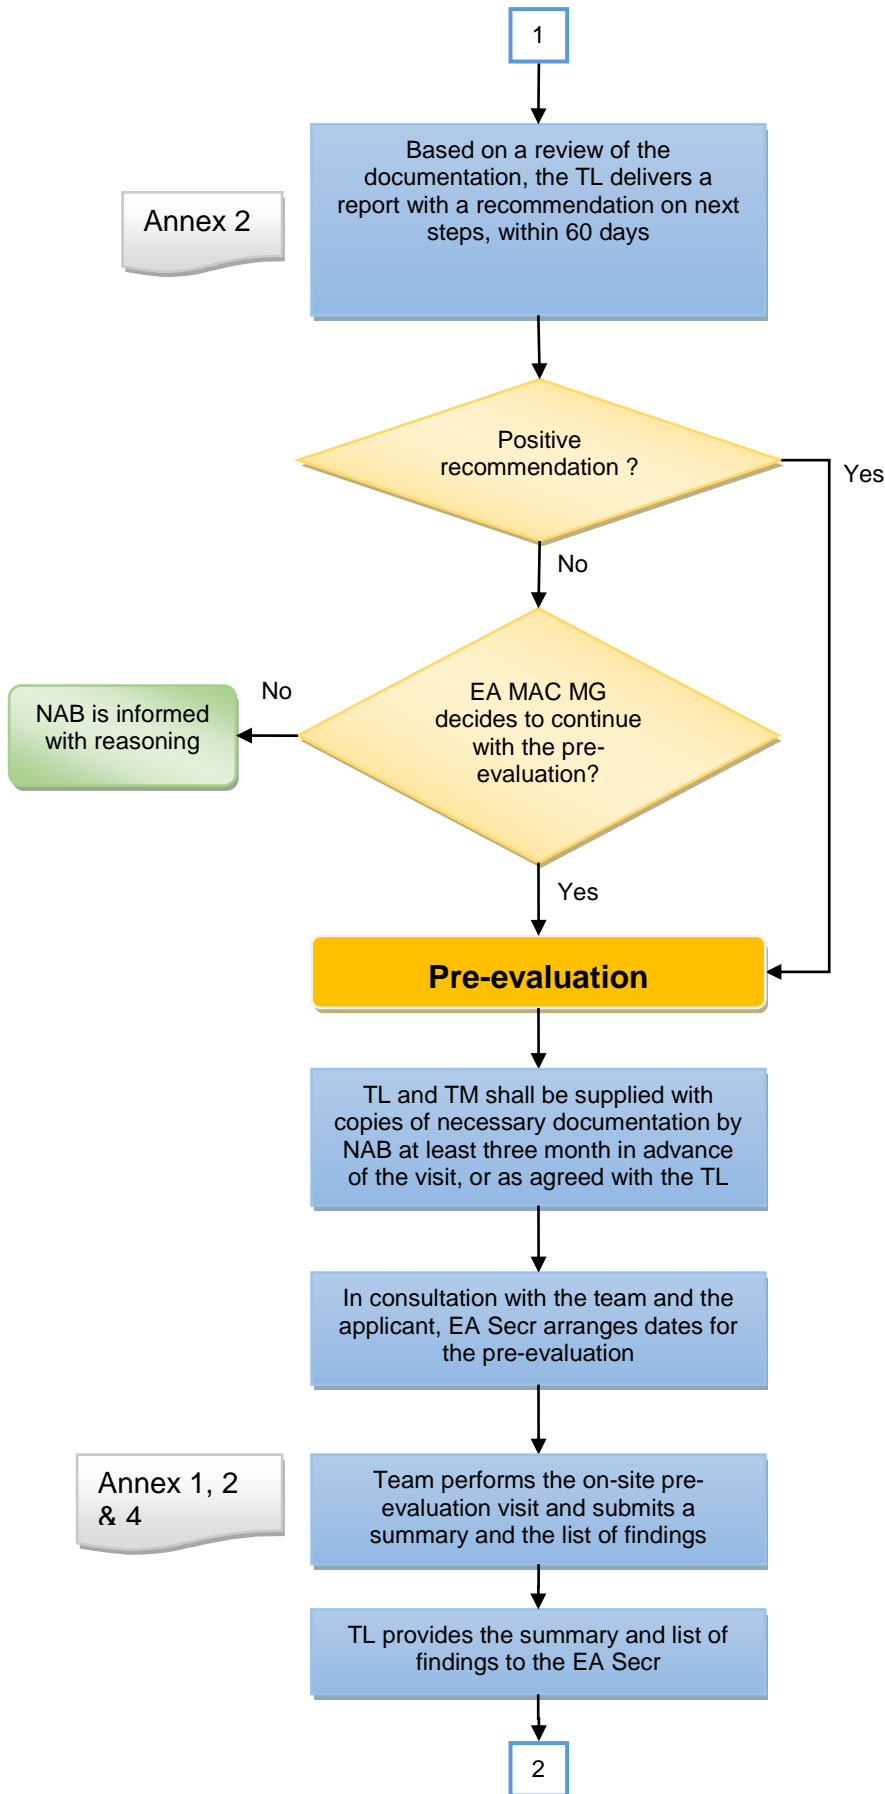 1
Based on a review of the
documentation, the TL delivers a
report with a recommendation on next
steps, within 60 days
Annex 2
Positive
recommendation ?
Yes
No
EA MAC MG
decides to continue
with the pre-
evaluation?
No
NAB is informed
with reasoning
Yes
Pre-evaluation
TL and TM shall be supplied with
copies of necessary documentation by
NAB at least three month in advance
of the visit, or as agreed with the TL
In consultation with the team and the
applicant, EA Secr arranges dates for
the pre-evaluation
Annex 1, 2
& 4
Team performs the on-site pre-
evaluation visit and submits a
summary and the list of findings
TL provides the summary and list of
findings to the EA Secr
2